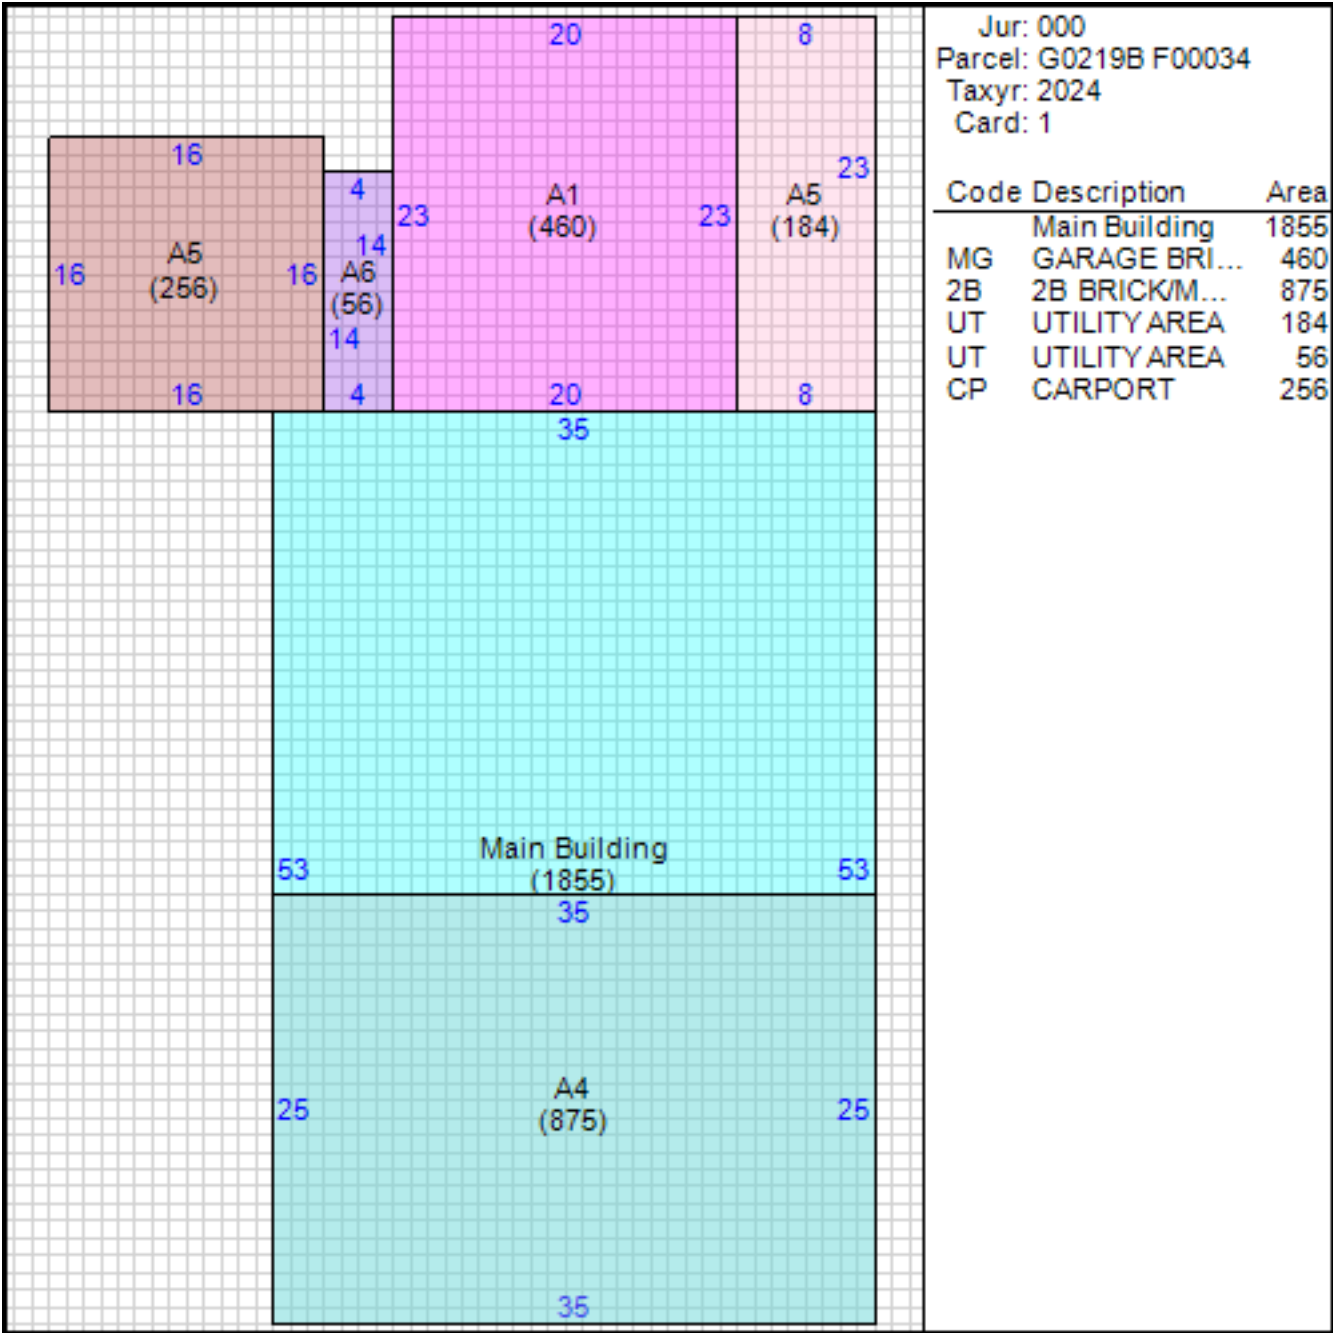 20
8
16
4
23
A1
(460)
23
A5
(184)
23
14
A5
(256)
16
16
A6
(56)
14
16
4
20
8
35
Main Building
(1855)
53
53
35
A4
(875)
25
25
35
Jur: 000
Parcel: G0219B F00034
Taxyr: 2024
Card: 1
Code Description Area
Main Building 1855
MG GARAGE BRI... 460
2B 2B BRICK/M... 875
UT UTILITY AREA 184
UT UTILITY AREA 56
CP CARPORT 256